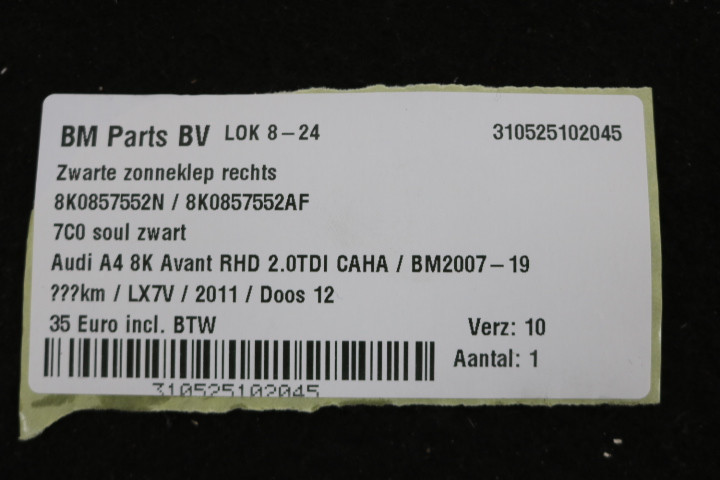 BM Parts BV LOK 8-24 310525102045
Zwarte zonneklep rechts
8K0857552N / 8K0857552AF
7C0 soul zwart
Audi A4 8K Avant RHD 2.0TDI CAHA / BM2007-19
???km / LX7V / 2011 / Doos 12
35 Euro incl. BTW Verz: 10
Aantal: 1
310525102045